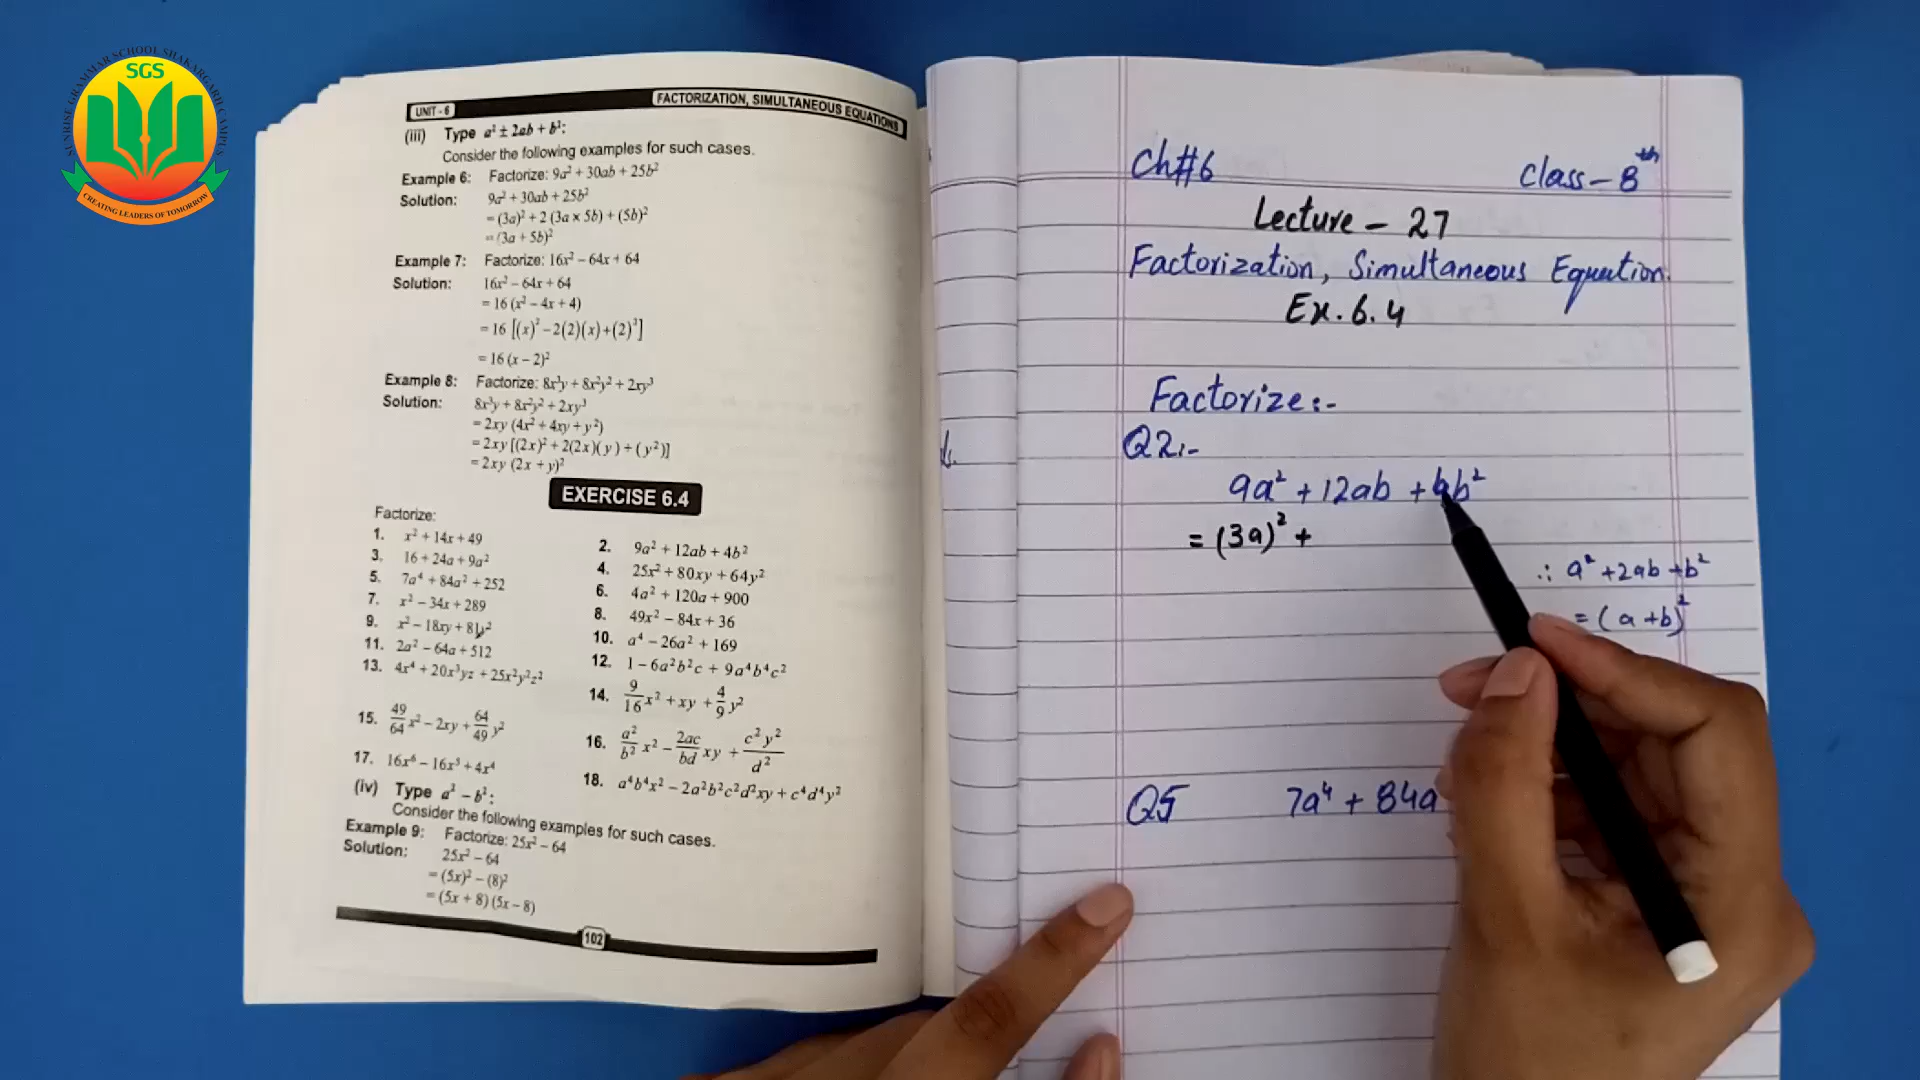 SUNRISE GRAMMAR SCHOOL SHAKARGARH CAMPUS
SGS
CREATING LEADERS OF TOMORROW
UNIT - 6
FACTORIZATION, SIMULTANEOUS EQUATIONS
(iii) Type a² ± 2ab + b²:
Consider the following examples for such cases.
Example 6: Factorize: 9a² + 30ab + 25b²
Solution: 9a² + 30ab + 25b²
= (3a)² + 2 (3a × 5b) + (5b)²
= (3a + 5b)²
Example 7: Factorize: 16x² – 64x + 64
Solution: 16x² – 64x + 64
= 16 (x² – 4x + 4)
= 16 [(x)² – 2(2)(x)+(2)²]
= 16 (x – 2)²
Example 8: Factorize: 8x³y + 8x²y² + 2xy³
Solution: 8x³y + 8x²y² + 2xy³
= 2xy (4x² + 4xy + y²)
= 2xy [(2x)² + 2(2x)(y) + (y²)]
= 2xy (2x + y)²
EXERCISE 6.4
Factorize:
1. x² + 14x + 49
2. 9a² + 12ab + 4b²
3. 16 + 24a + 9a²
4. 25x² + 80xy + 64y²
5. 7a⁴ + 84a² + 252
6. 4a² + 120a + 900
7. x² – 34x + 289
8. 49x² – 84x + 36
9. x² – 18xy + 81y²
10. a⁴ – 26a² + 169
11. 2a² – 64a + 512
12. 1 – 6a²b²c + 9a⁴b⁴c²
13. 4x⁴ + 20x³yz + 25x²y²z²
14. 9/16 x² + xy + 4/9 y²
15. 49/64 x² – 2xy + 64/49 y²
16. a²/b² x² – 2ac/bd xy + c²y²/d²
17. 16x⁶ – 16x⁵ + 4x⁴
18. a⁴b⁴x² – 2a²b²c²d²xy + c⁴d⁴y²
(iv) Type a² – b²:
Consider the following examples for such cases.
Example 9: Factorize: 25x² – 64
Solution: 25x² – 64
= (5x)² – (8)²
= (5x + 8) (5x – 8)
102
Ch#6 Class – 8th
Lecture – 27
Factorization, Simultaneous Equation.
Ex. 6.4
Factorize:-
Q2:-
9a² + 12ab + 4b²
= (3a)² +
∴ a² + 2ab + b²
= (a+b)²
Q5 7a⁴ + 84a